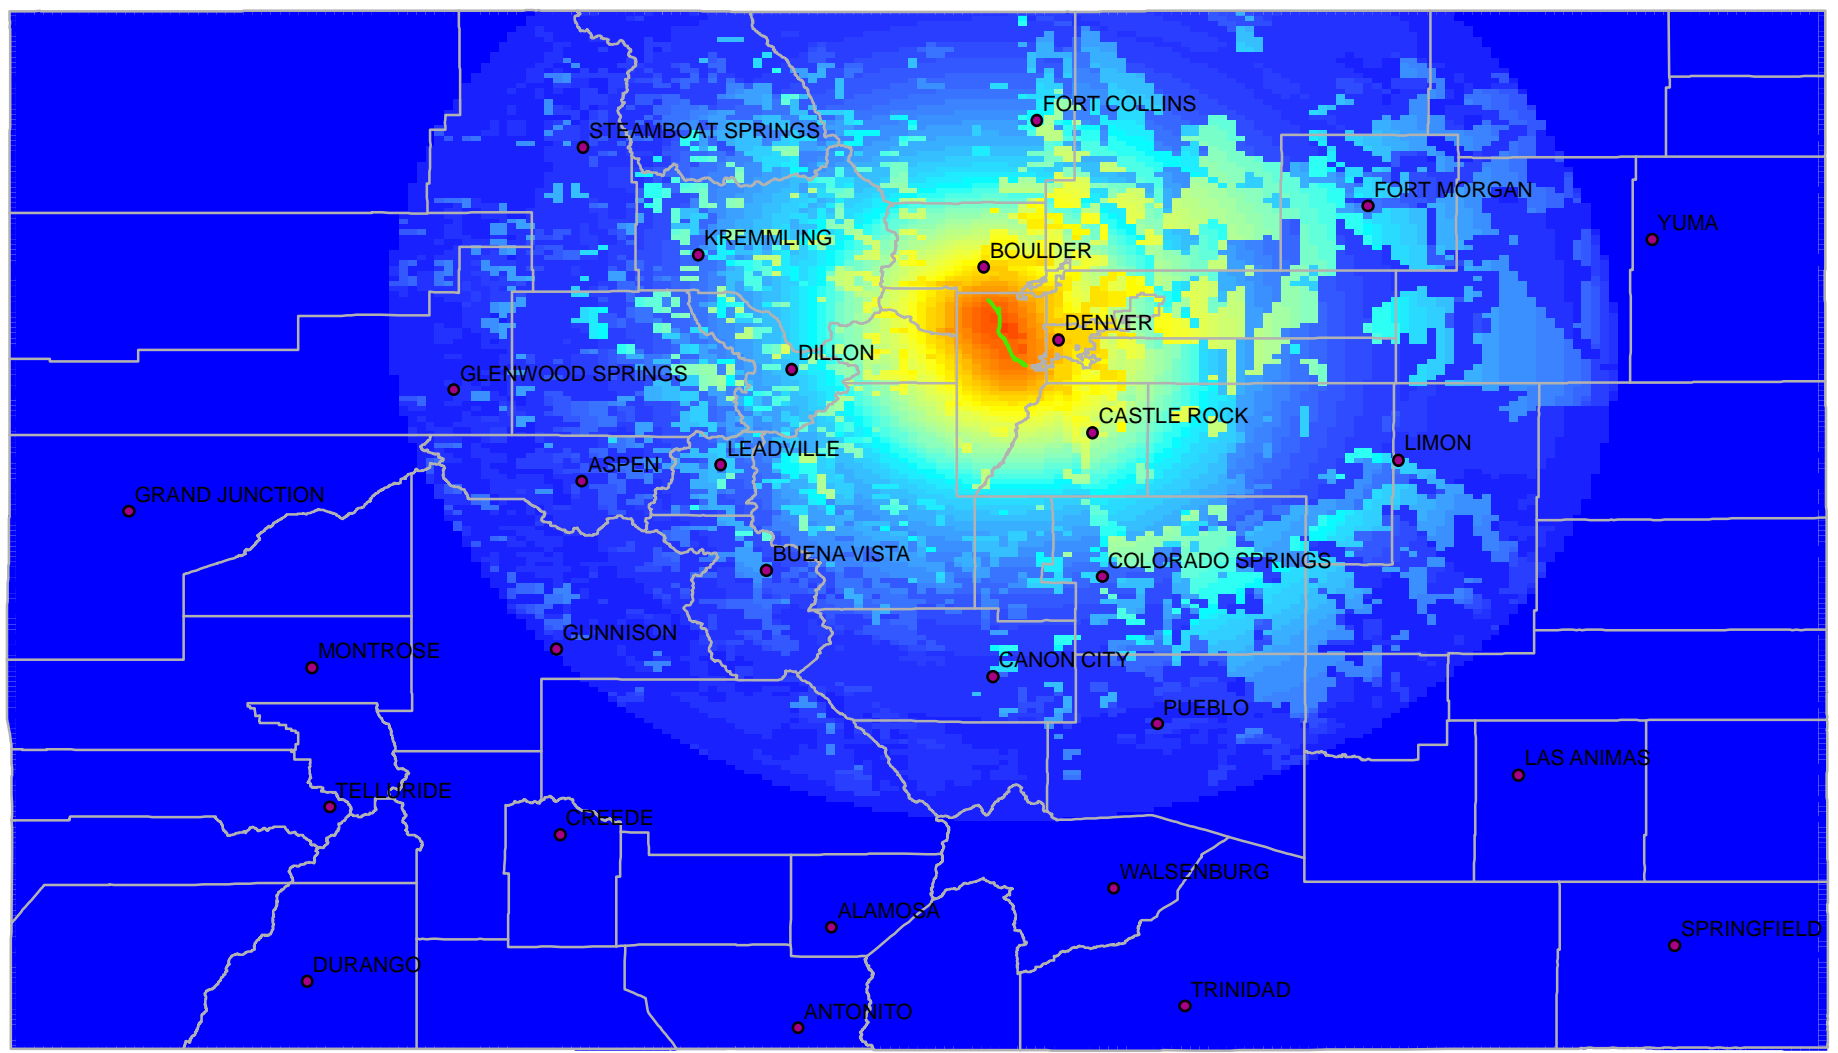 FORT COLLINS
STEAMBOAT SPRINGS
FORT MORGAN
YUMA
KREMMLING
BOULDER
DENVER
DILLON
GLENWOOD SPRINGS
CASTLE ROCK
LIMON
LEADVILLE
ASPEN
GRAND JUNCTION
BUENA VISTA
COLORADO SPRINGS
GUNNISON
MONTROSE
CANON CITY
PUEBLO
LAS ANIMAS
TELLURIDE
CREEDE
WALSENBURG
ALAMOSA
SPRINGFIELD
DURANGO
TRINIDAD
ANTONITO